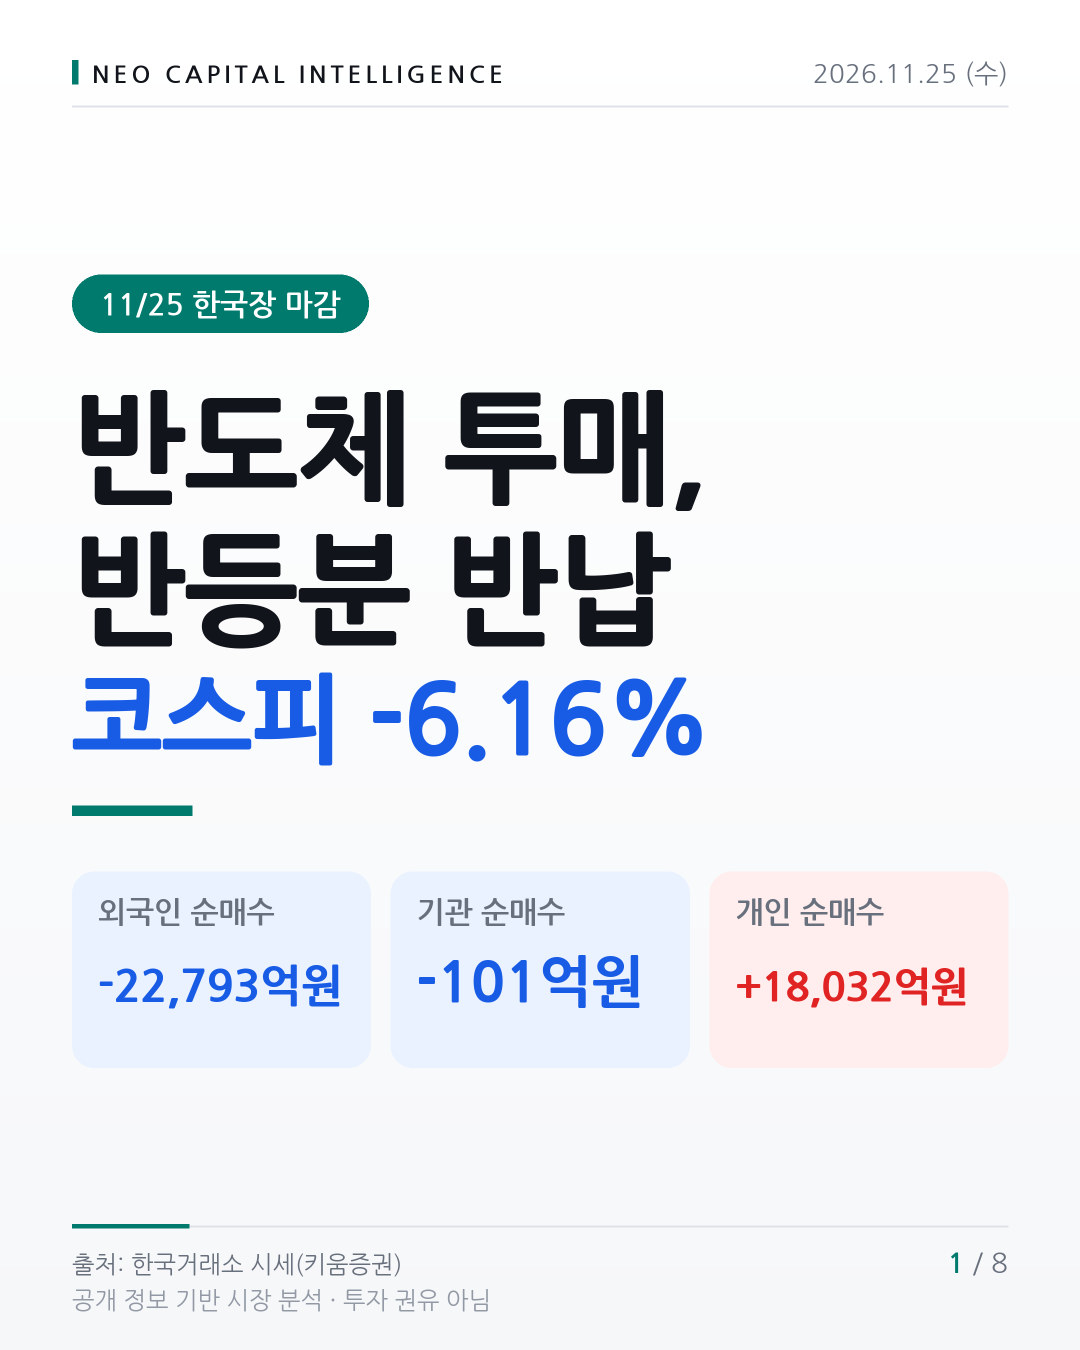 NEO CAPITAL INTELLIGENCE
2026.11.25 (수)
11/25 한국장 마감
반도체 투매,
반등분 반납
코스피 -6.16%
외국인 순매수
-22,793억원
기관 순매수
-101억원
개인 순매수
+18,032억원
출처: 한국거래소 시세(키움증권)
1 / 8
공개 정보 기반 시장 분석 · 투자 권유 아님